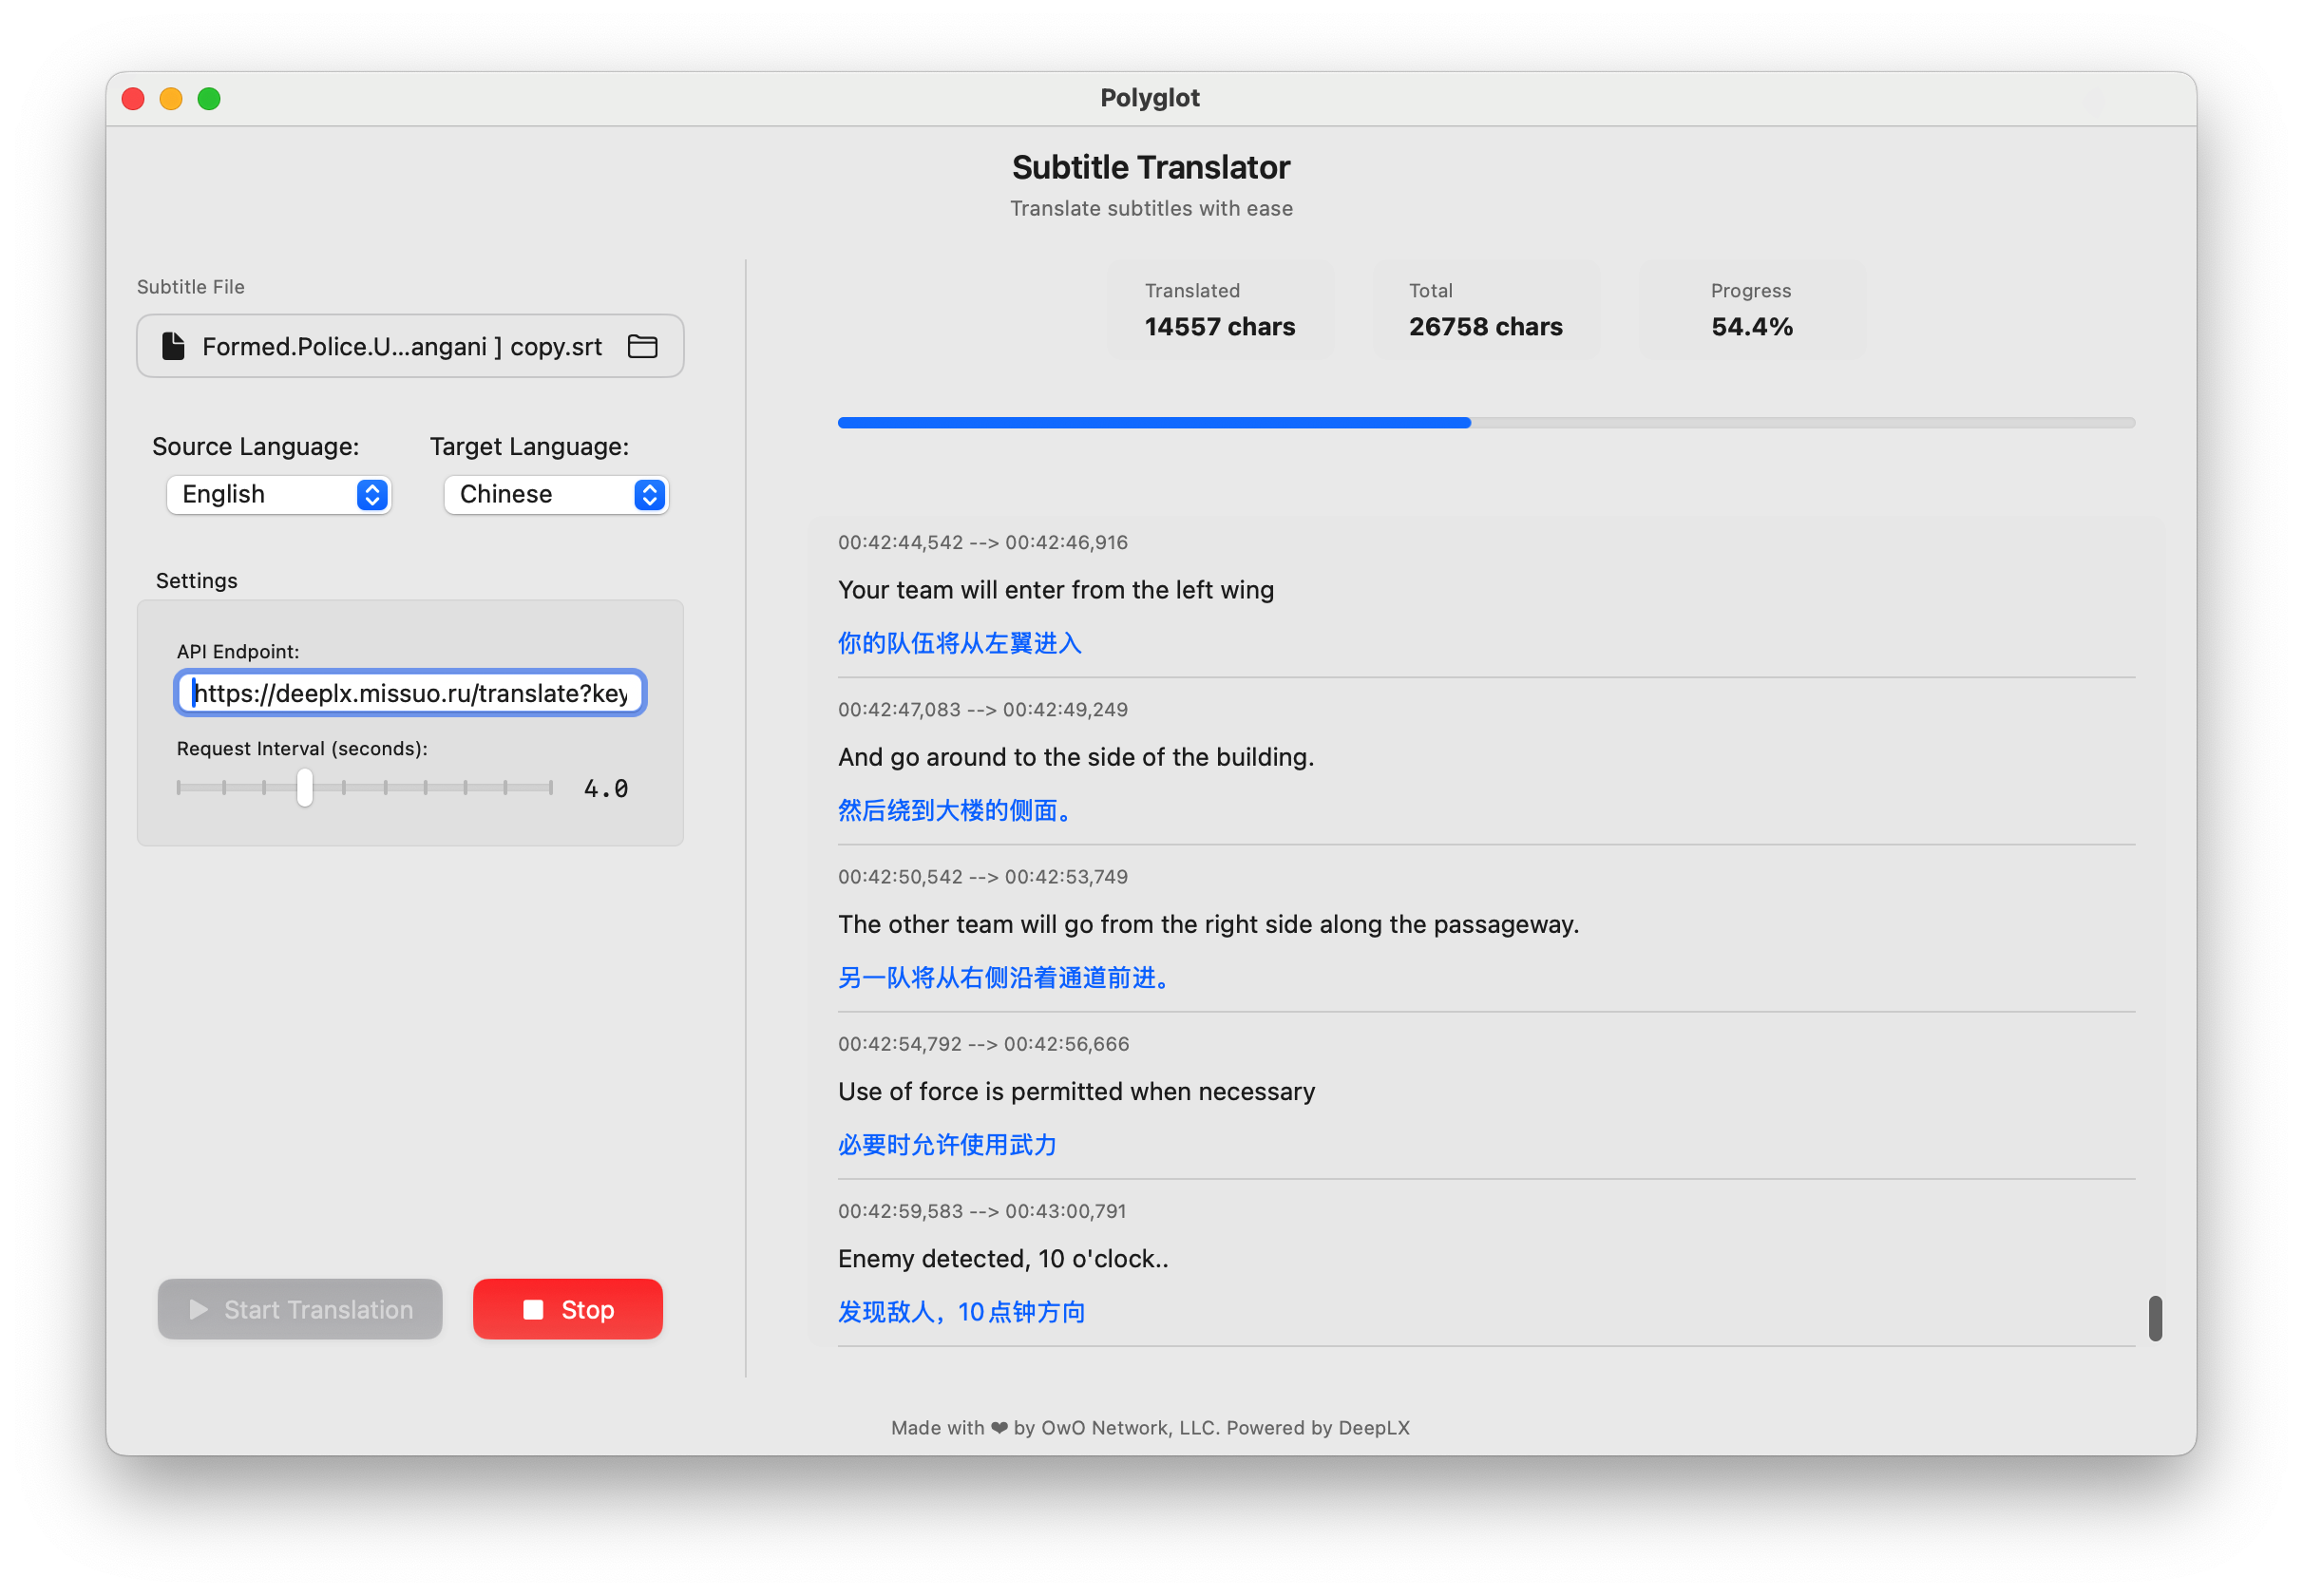 Polyglot
Subtitle Translator
Translate subtitles with ease
Subtitle File
Formed.Police.U...angani ] copy.srt
Source Language:
Target Language:
English
Chinese
Settings
API Endpoint:
https://deeplx.missuo.ru/translate?key
Request Interval (seconds):
4.0
Start Translation
Stop
Translated
14557 chars
Total
26758 chars
Progress
54.4%
00:42:44,542 --> 00:42:46,916
Your team will enter from the left wing
你的队伍将从左翼进入
00:42:47,083 --> 00:42:49,249
And go around to the side of the building.
然后绕到大楼的侧面。
00:42:50,542 --> 00:42:53,749
The other team will go from the right side along the passageway.
另一队将从右侧沿着通道前进。
00:42:54,792 --> 00:42:56,666
Use of force is permitted when necessary
必要时允许使用武力
00:42:59,583 --> 00:43:00,791
Enemy detected, 10 o'clock..
发现敌人，10点钟方向
Made with ❤ by OwO Network, LLC. Powered by DeepLX